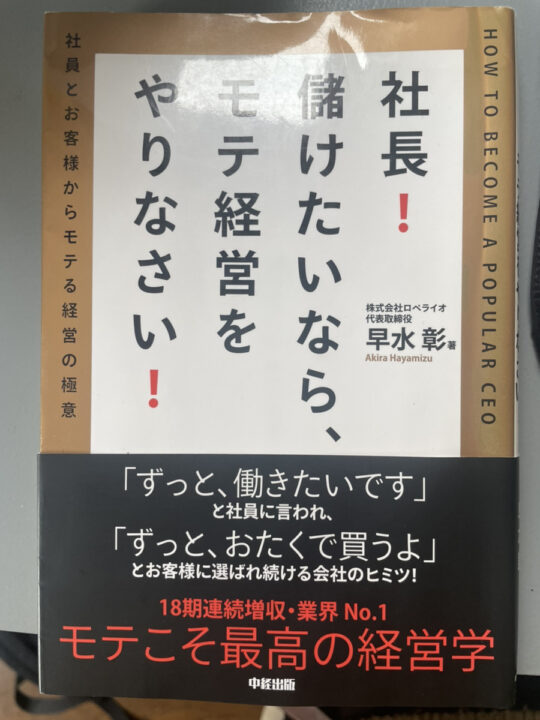 社長！
儲けたいなら、
モテ経営を
やりなさい！
社員とお客様からモテる経営の極意
HOW TO BECOME A POPULAR CEO
株式会社ロペライオ
代表取締役
早水 彰 著
Akira Hayamizu
「ずっと、働きたいです」
と社員に言われ、
「ずっと、おたくで買うよ」
とお客様に選ばれ続ける会社のヒミツ！
18期連続増収・業界 No.1
モテこそ最高の経営学
中経出版